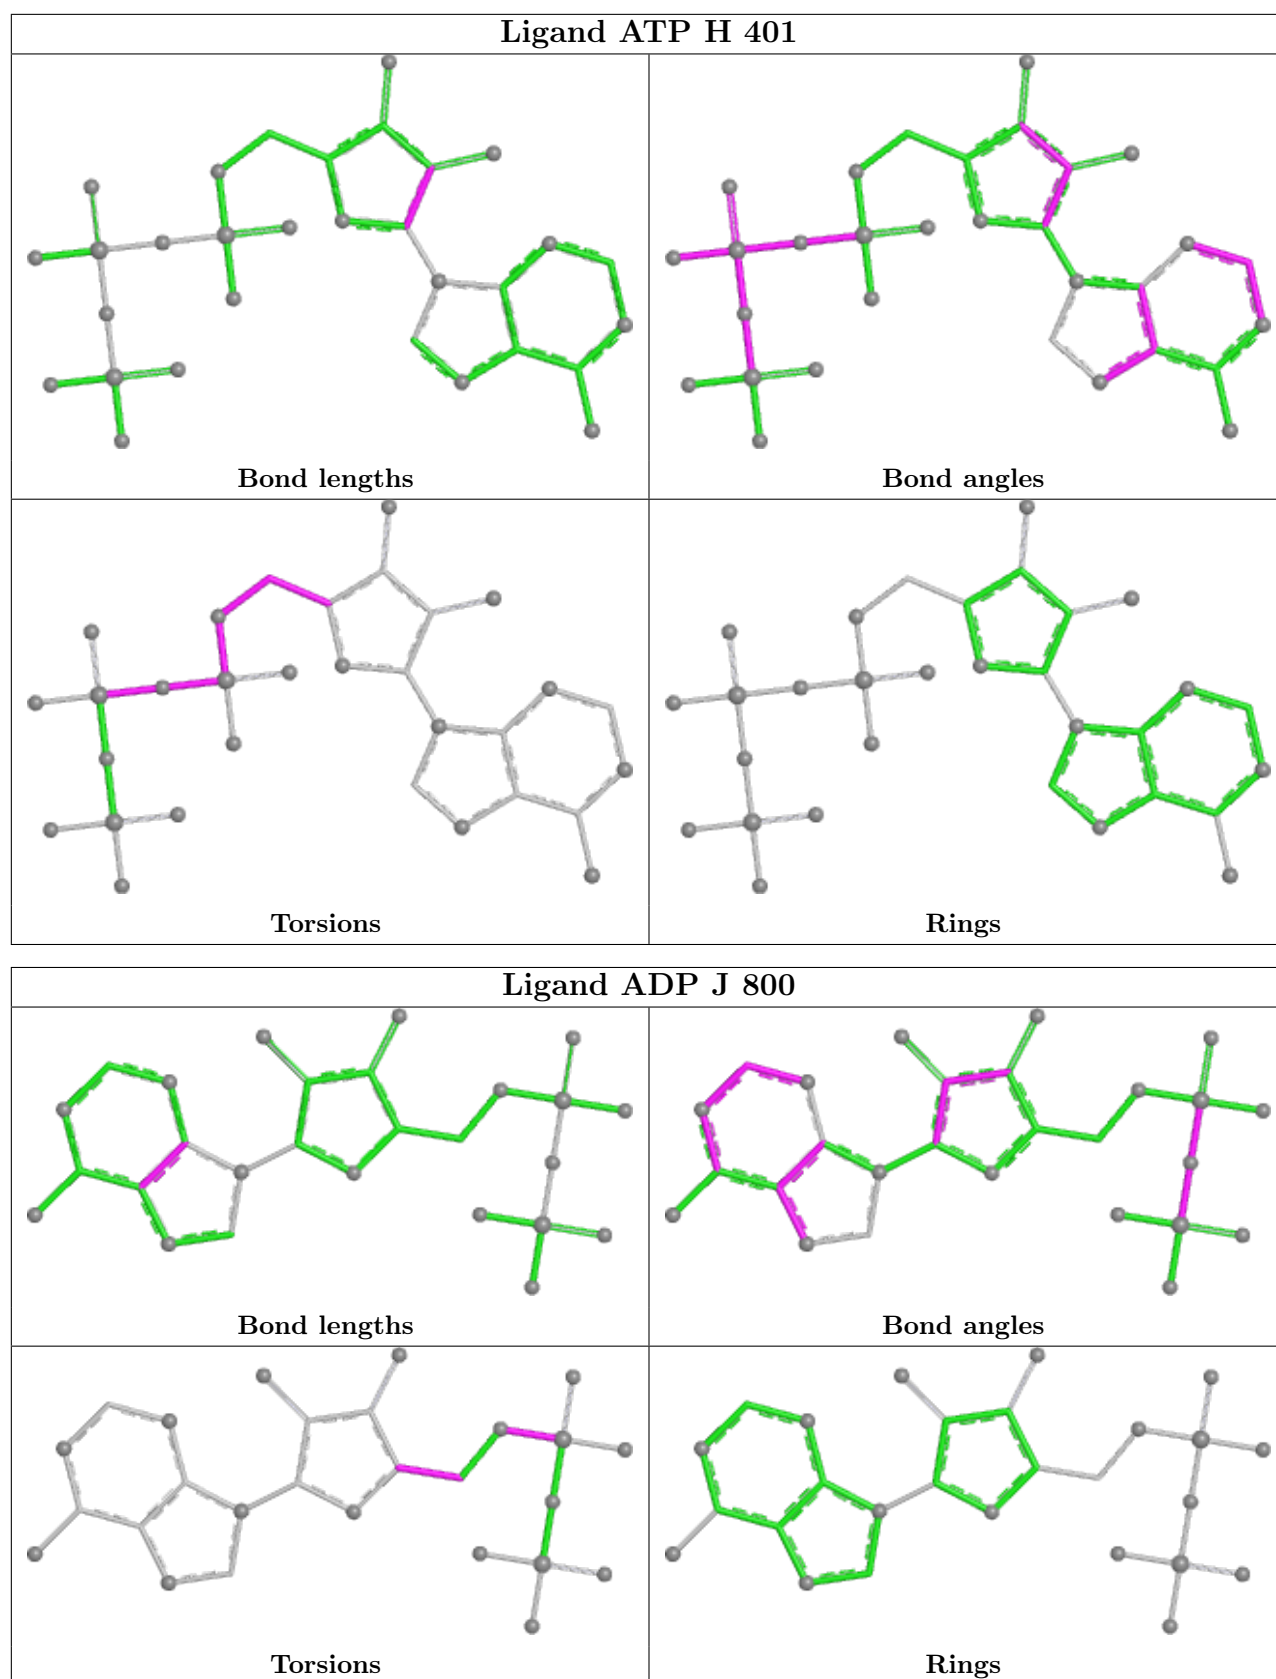 Ligand ATP H 401
Bond lengths
Bond angles
Torsions
Rings
Ligand ADP J 800
Bond lengths
Bond angles
Torsions
Rings